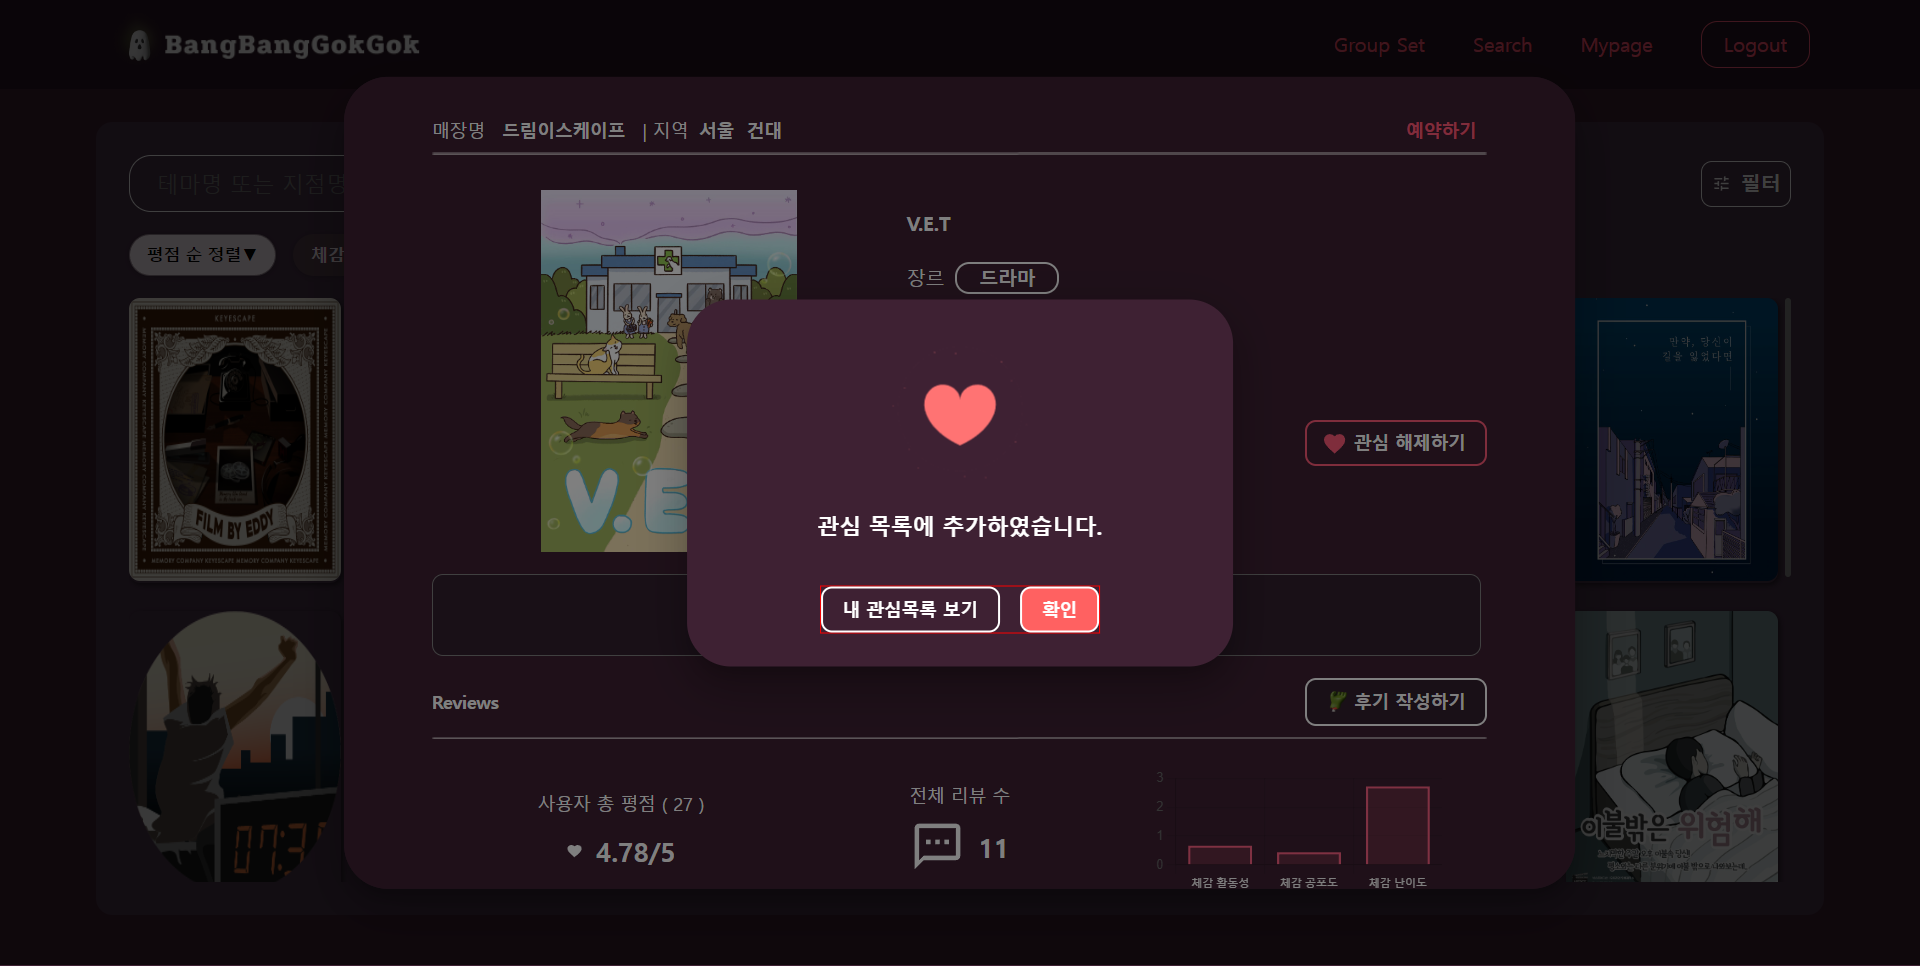 BangBangGokGok
Group Set
Search
Mypage
Logout
매장명 드림이스케이프 | 지역 서울 건대
예약하기
테마명 또는 지점명
필터
평점 순 정렬▼
체감
V.E.T
장르 드라마
KEYESCAPE
FILM BY EDDY
MEMORY COMPANY KEYESCAPE MEMORY COMPANY KEYESCAPE
V.E
만약, 당신이
길을 잃었다면
관심 해제하기
관심 목록에 추가하였습니다.
내 관심목록 보기
확인
Reviews
후기 작성하기
사용자 총 평점 ( 27 )
4.78/5
전체 리뷰 수
11
3
2
1
0
체감 활동성
체감 공포도
체감 난이도
이불밖은 위험해